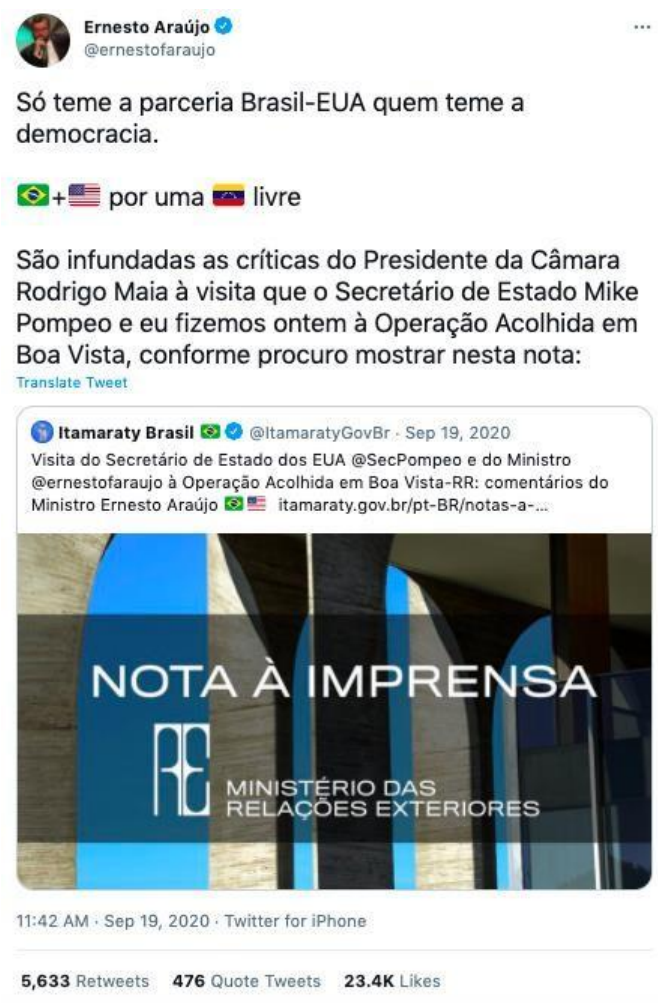 Ernesto Araújo
@ernestofaraujo
Só teme a parceria Brasil-EUA quem teme a
democracia.
🇧🇷+🇺🇸 por uma 🇻🇪 livre
São infundadas as críticas do Presidente da Câmara
Rodrigo Maia à visita que o Secretário de Estado Mike
Pompeo e eu fizemos ontem à Operação Acolhida em
Boa Vista, conforme procuro mostrar nesta nota:
Translate Tweet
Itamaraty Brasil 🇧🇷 @ItamaratyGovBr · Sep 19, 2020
Visita do Secretário de Estado dos EUA @SecPompeo e do Ministro
@ernestofaraujo à Operação Acolhida em Boa Vista-RR: comentários do
Ministro Ernesto Araújo 🇧🇷🇺🇸 itamaraty.gov.br/pt-BR/notas-a-...
NOTA À IMPRENSA
MINISTÉRIO DAS
RELAÇÕES EXTERIORES
11:42 AM · Sep 19, 2020 · Twitter for iPhone
5,633 Retweets 476 Quote Tweets 23.4K Likes